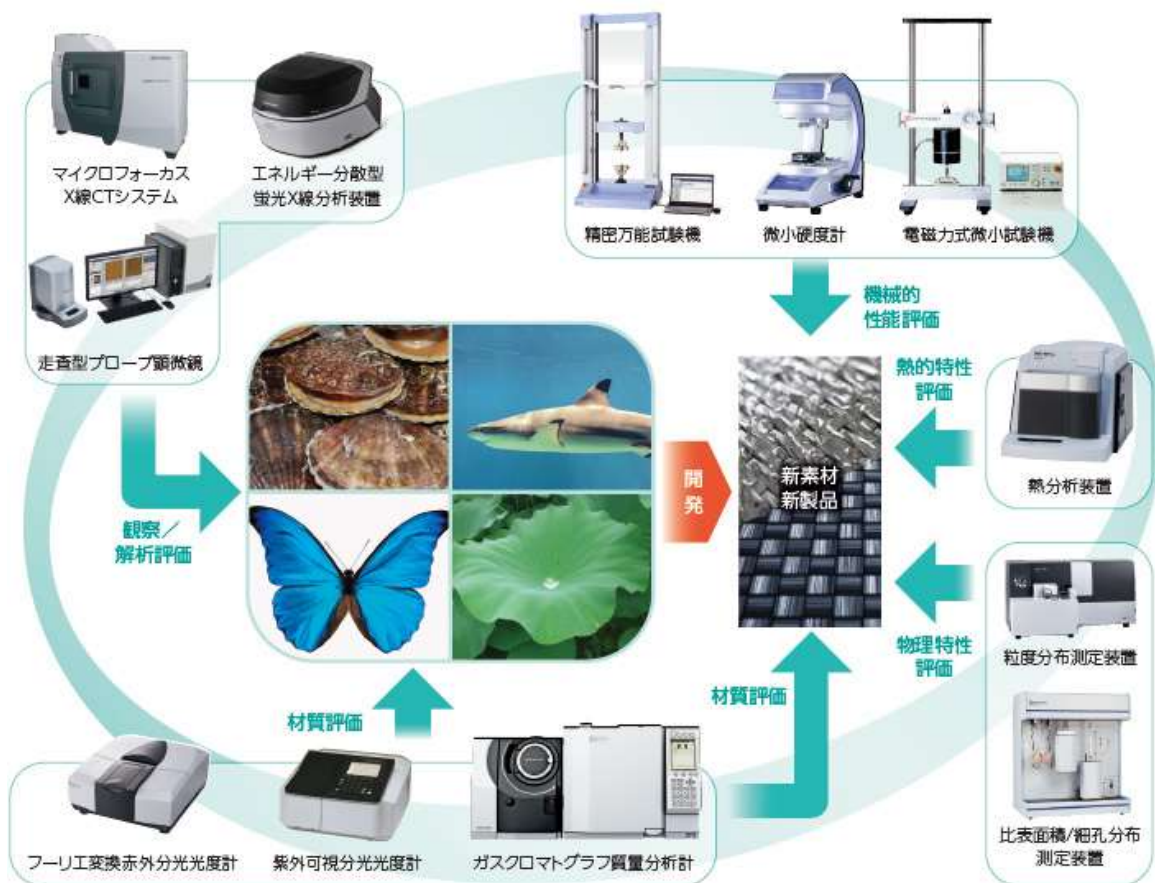 マイクロフォーカス
X線CTシステム
エネルギー分散型
蛍光X線分析装置
走査型プローブ顕微鏡
精密万能試験機
微小硬度計
電磁力式微小試験機
機械的
性能評価
熱的特性
評価
熱分析装置
観察／
解析評価
開
発
新素材
新製品
物理特性
評価
粒度分布測定装置
材質評価
材質評価
フーリエ変換赤外分光光度計
紫外可視分光光度計
ガスクロマトグラフ質量分析計
比表面積/細孔分布
測定装置